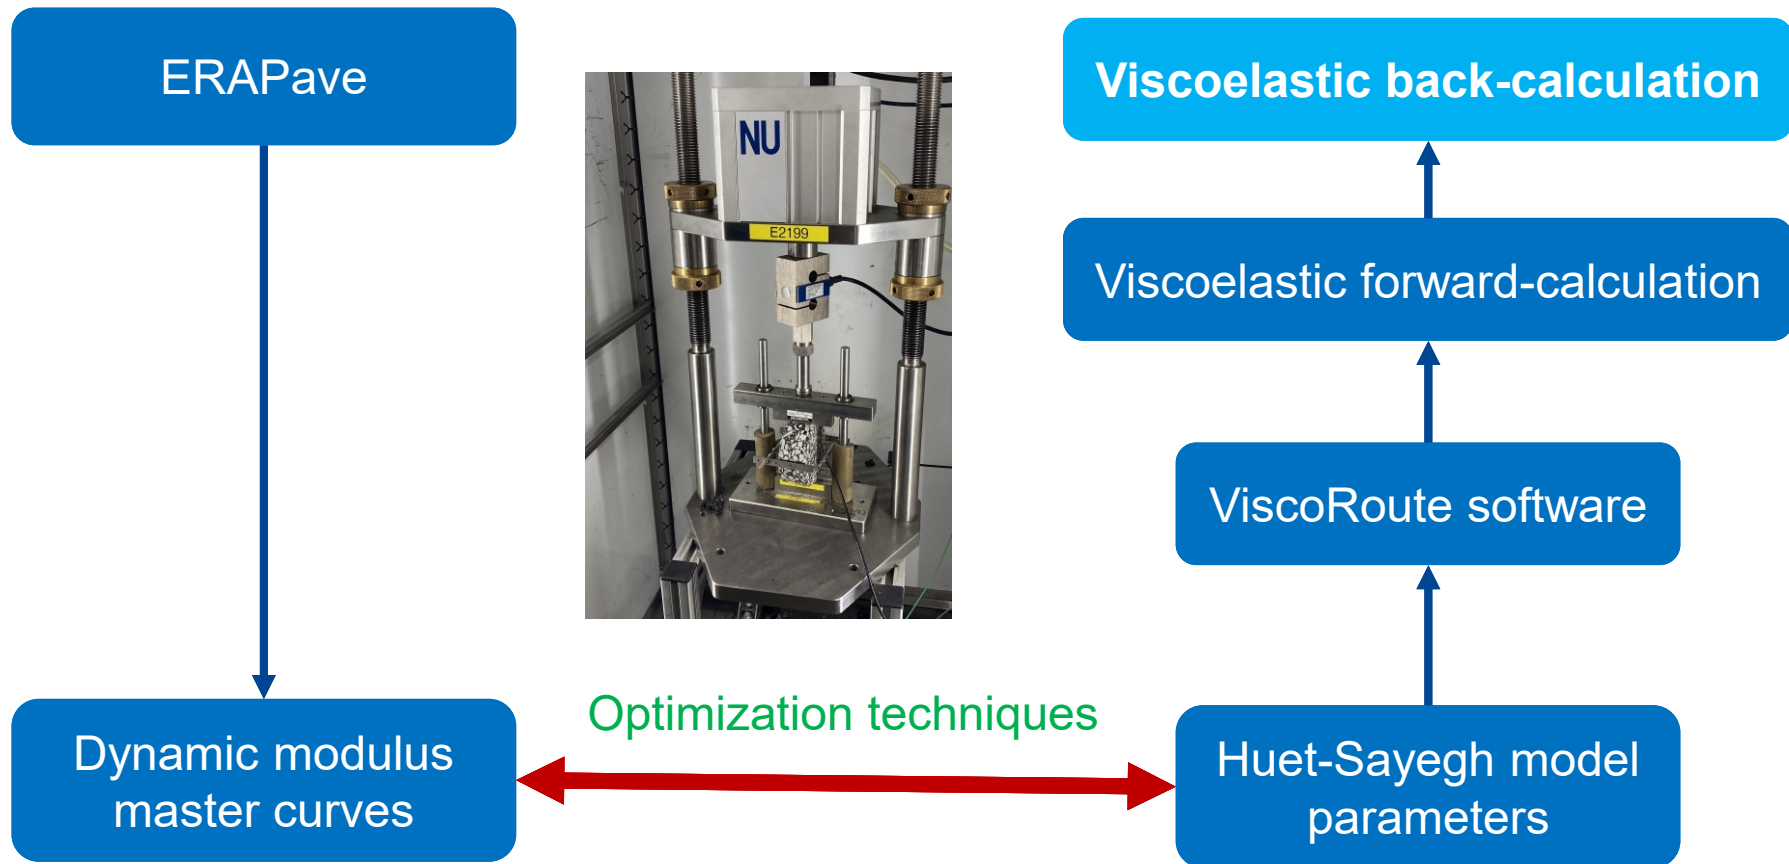 ERAPave
Viscoelastic back-calculation
NU
E2199
Viscoelastic forward-calculation
ViscoRoute software
Optimization techniques
Dynamic modulus
master curves
Huet-Sayegh model
parameters